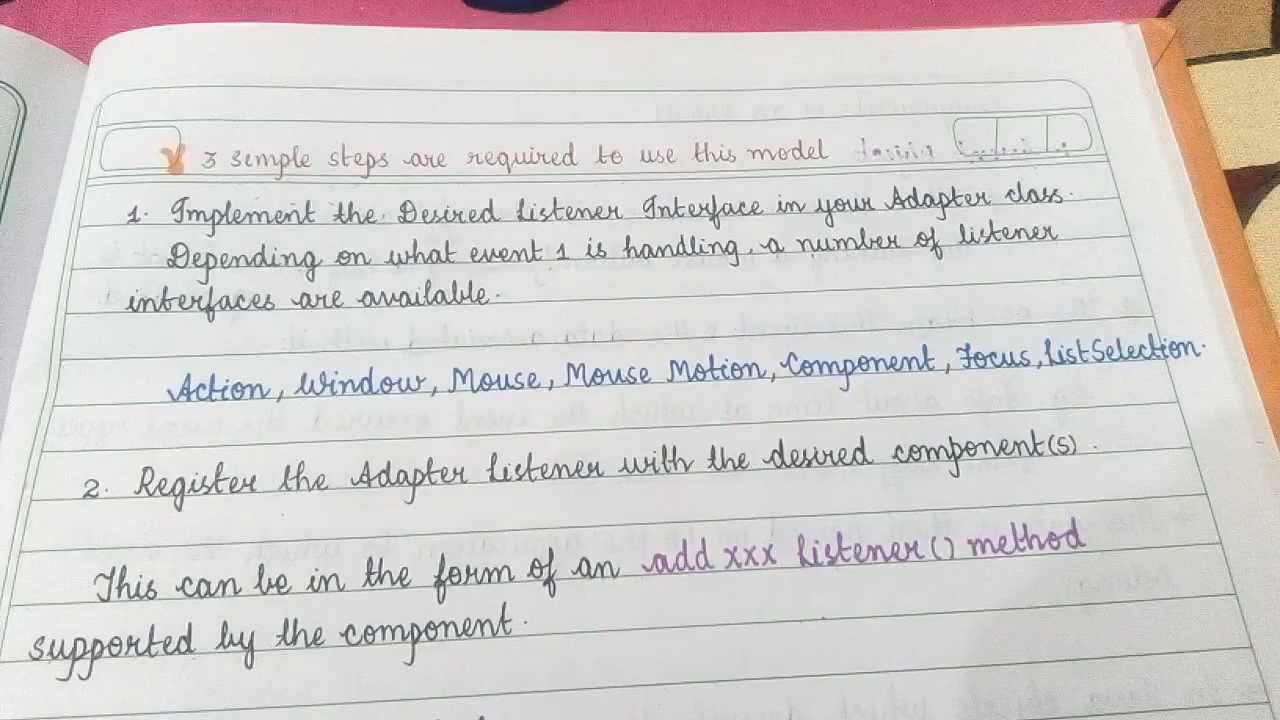 3 simple steps are required to use this model
1. Implement the Desired Listener Interface in your Adapter class.
Depending on what event 1 is handling, a number of listener
interfaces are available.
Action, Window, Mouse, Mouse Motion, Component, Focus, ListSelection.
2. Register the Adapter Listener with the desired component(s).
This can be in the form of an add xxx Listener() method
supported by the component.